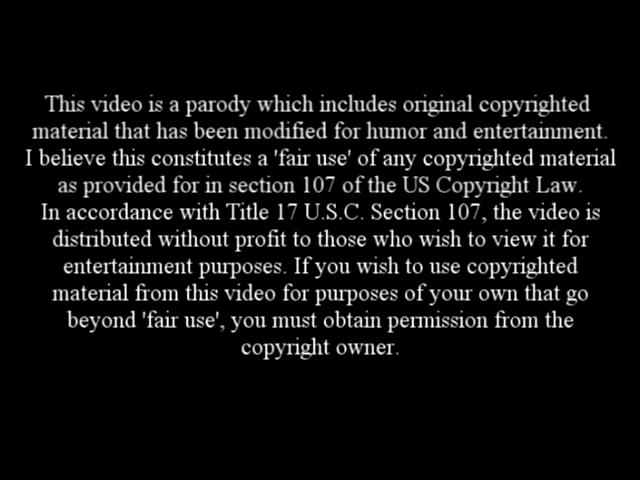 This video is a parody which includes original copyrighted
material that has been modified for humor and entertainment.
I believe this constitutes a 'fair use' of any copyrighted material
as provided for in section 107 of the US Copyright Law.
In accordance with Title 17 U.S.C. Section 107, the video is
distributed without profit to those who wish to view it for
entertainment purposes. If you wish to use copyrighted
material from this video for purposes of your own that go
beyond 'fair use', you must obtain permission from the
copyright owner.